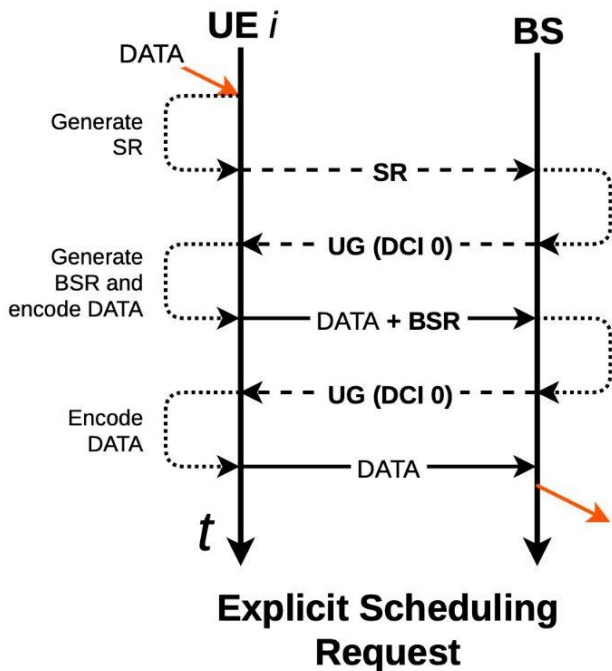 UE i
BS
DATA
Generate
SR
SR
UG (DCI 0)
Generate
BSR and
encode DATA
DATA + BSR
UG (DCI 0)
Encode
DATA
DATA
t
Explicit Scheduling
Request